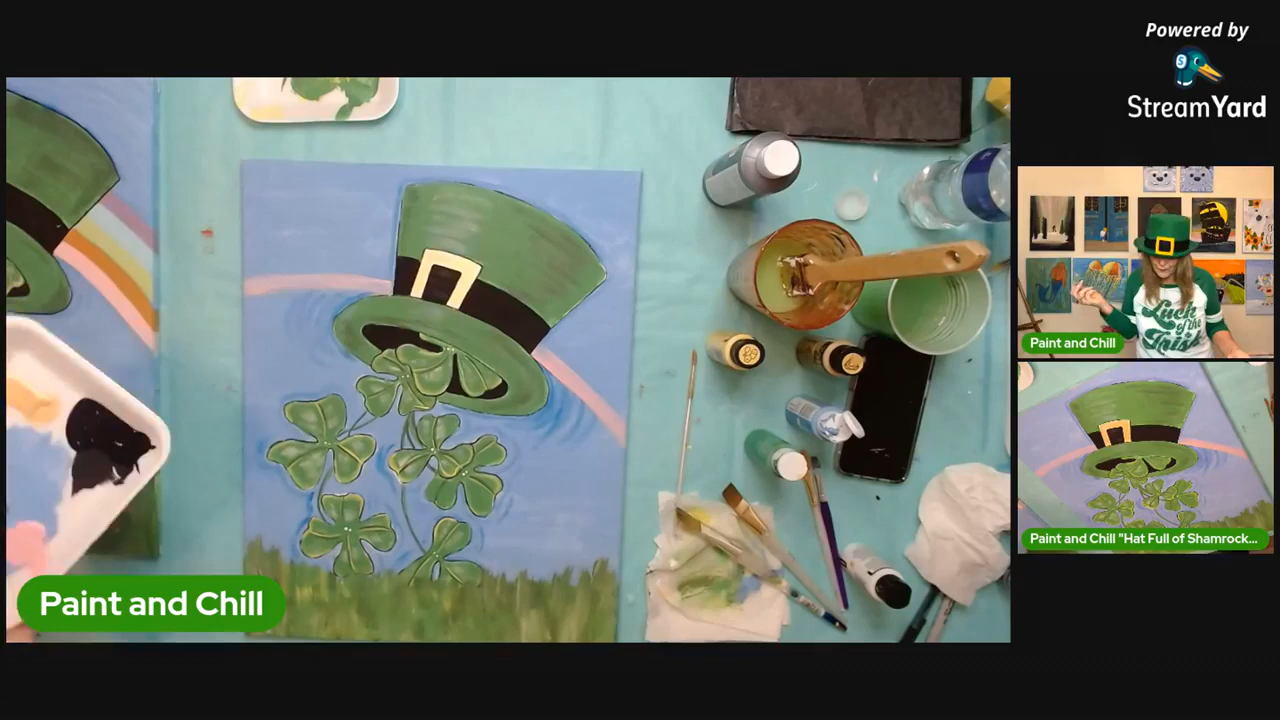 Powered by
StreamYard
Luck
of the
Irish
Paint and Chill
Paint and Chill "Hat Full of Shamrock...
Paint and Chill